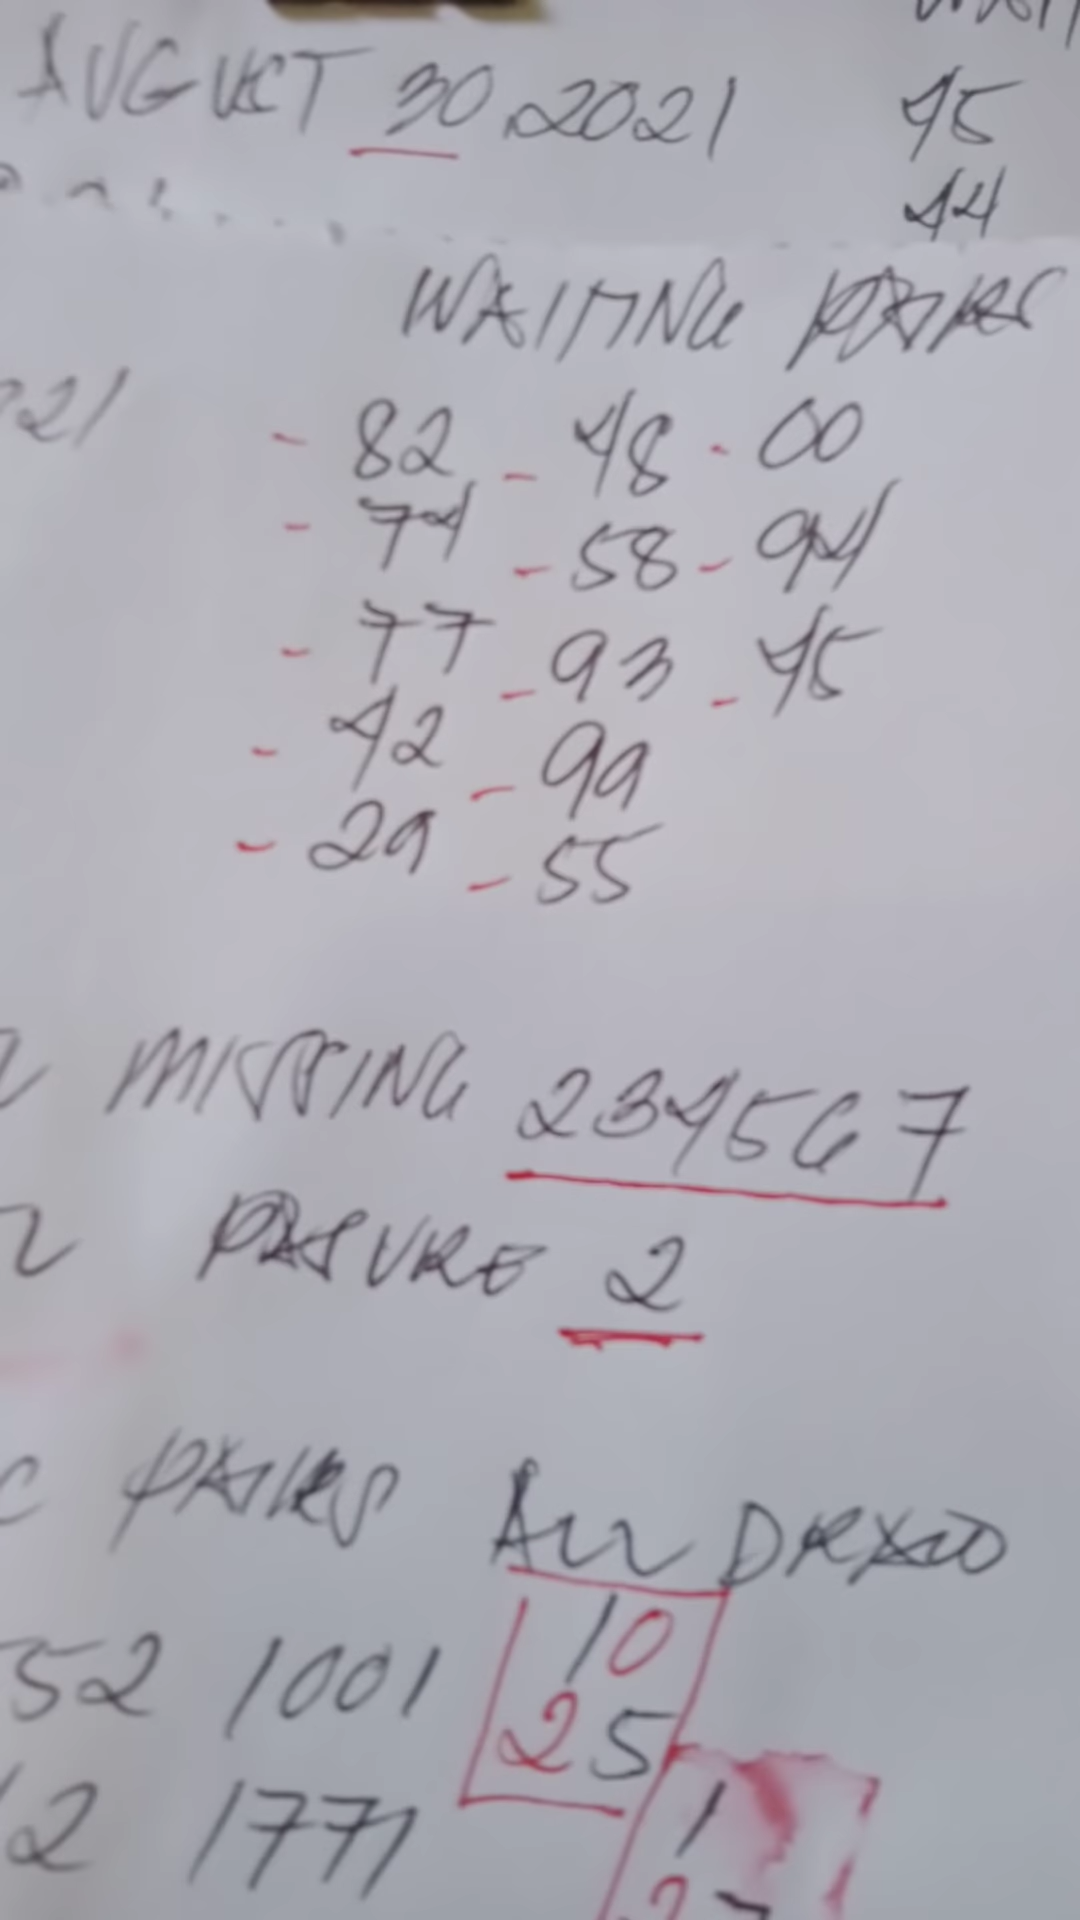 AUGUST 30.2021
45
44
WAITING PAIRS
21
- 82 - 48 - 00
- 74 - 58 - 94
- 77 - 93 - 45
- 42 - 99
- 29 - 55
MISSING 234567
PASURE 2
PAIRS ALL DRAW
52 1001 10
25
2 1771 1